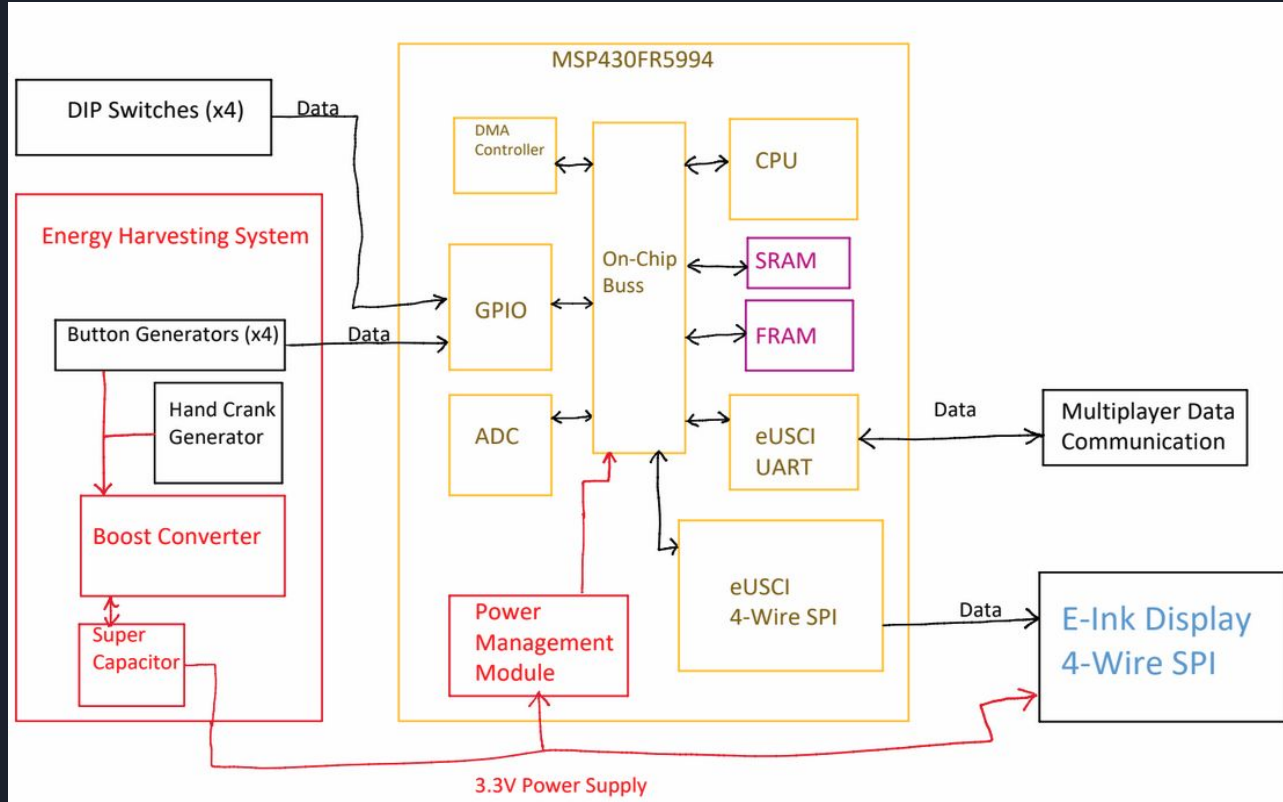 MSP430FR5994
DIP Switches (x4)
Data
DMA
Controller
CPU
Energy Harvesting System
On-Chip
Buss
SRAM
GPIO
Button Generators (x4)
Data
FRAM
Hand Crank
Generator
ADC
eUSCI
UART
Data
Multiplayer Data
Communication
Boost Converter
Power
Management
Module
eUSCI
4-Wire SPI
Data
E-Ink Display
4-Wire SPI
Super
Capacitor
3.3V Power Supply